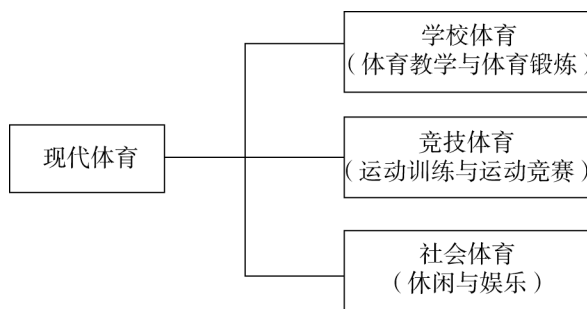 现代体育
学校体育
（体育教学与体育锻炼）
竞技体育
（运动训练与运动竞赛）
社会体育
（休闲与娱乐）